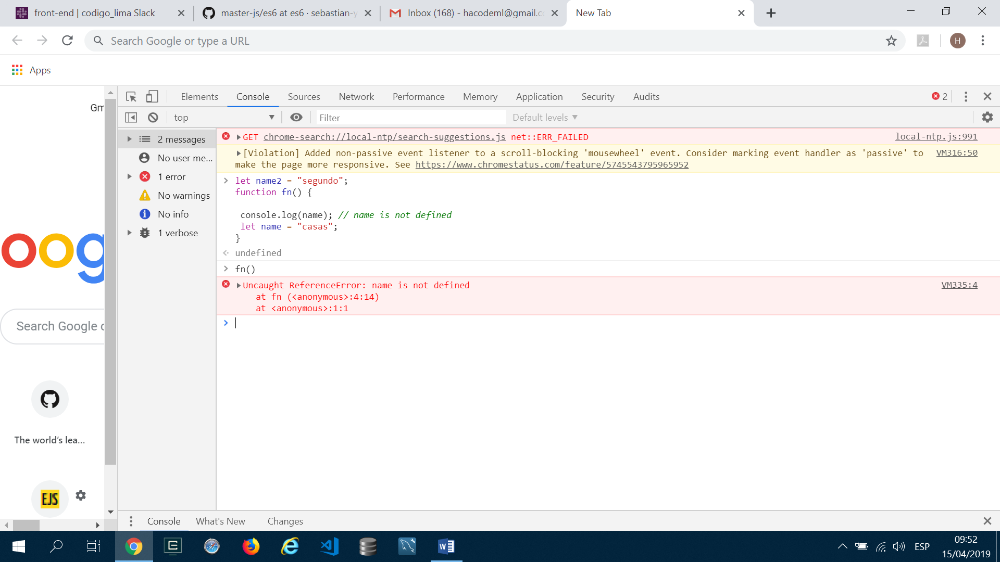 front-end | codigo_lima Slack
master-js/es6 at es6 · sebastian-y
Inbox (168) - hacodeml@gmail.co
New Tab
Search Google or type a URL
H
Apps
Gm
Elements Console Sources Network Performance Memory Application Security Audits 2
top Filter Default levels
2 messages
No user me...
1 error
No warnings
No info
1 verbose
GET chrome-search://local-ntp/search-suggestions.js net::ERR_FAILED local-ntp.js:991
[Violation] Added non-passive event listener to a scroll-blocking 'mousewheel' event. Consider marking event handler as 'passive' to VM316:50
make the page more responsive. See https://www.chromestatus.com/feature/5745543795965952
let name2 = "segundo";
function fn() {
console.log(name); // name is not defined
let name = "casas";
}
undefined
fn()
Uncaught ReferenceError: name is not defined VM335:4
at fn (<anonymous>:4:14)
at <anonymous>:1:1
oog
Search Google o
The world's lea...
EJS
Console What's New Changes
ESP
09:52
15/04/2019